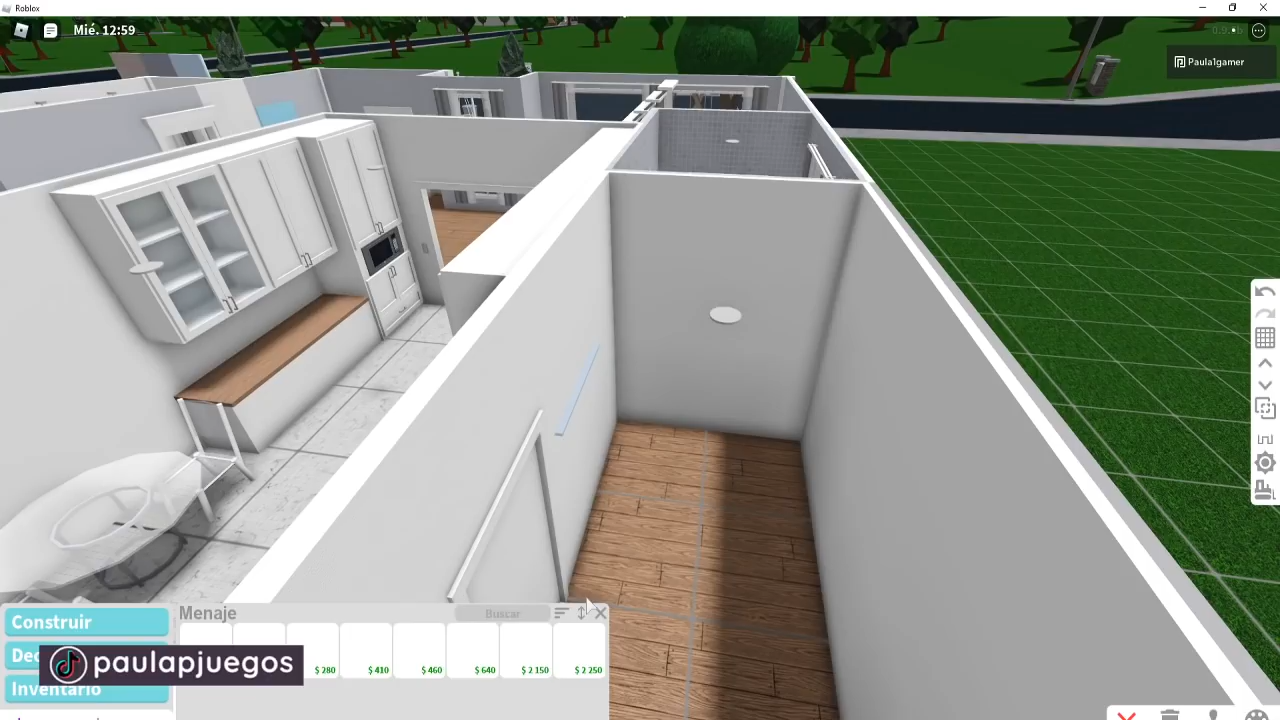 Roblox
Mié. 12:59
Paula1gamer
Construir
Menaje
Buscar
$ 280
$ 410
$ 460
$ 640
$ 2 150
$ 2 250
paulapjuegos
Inventario